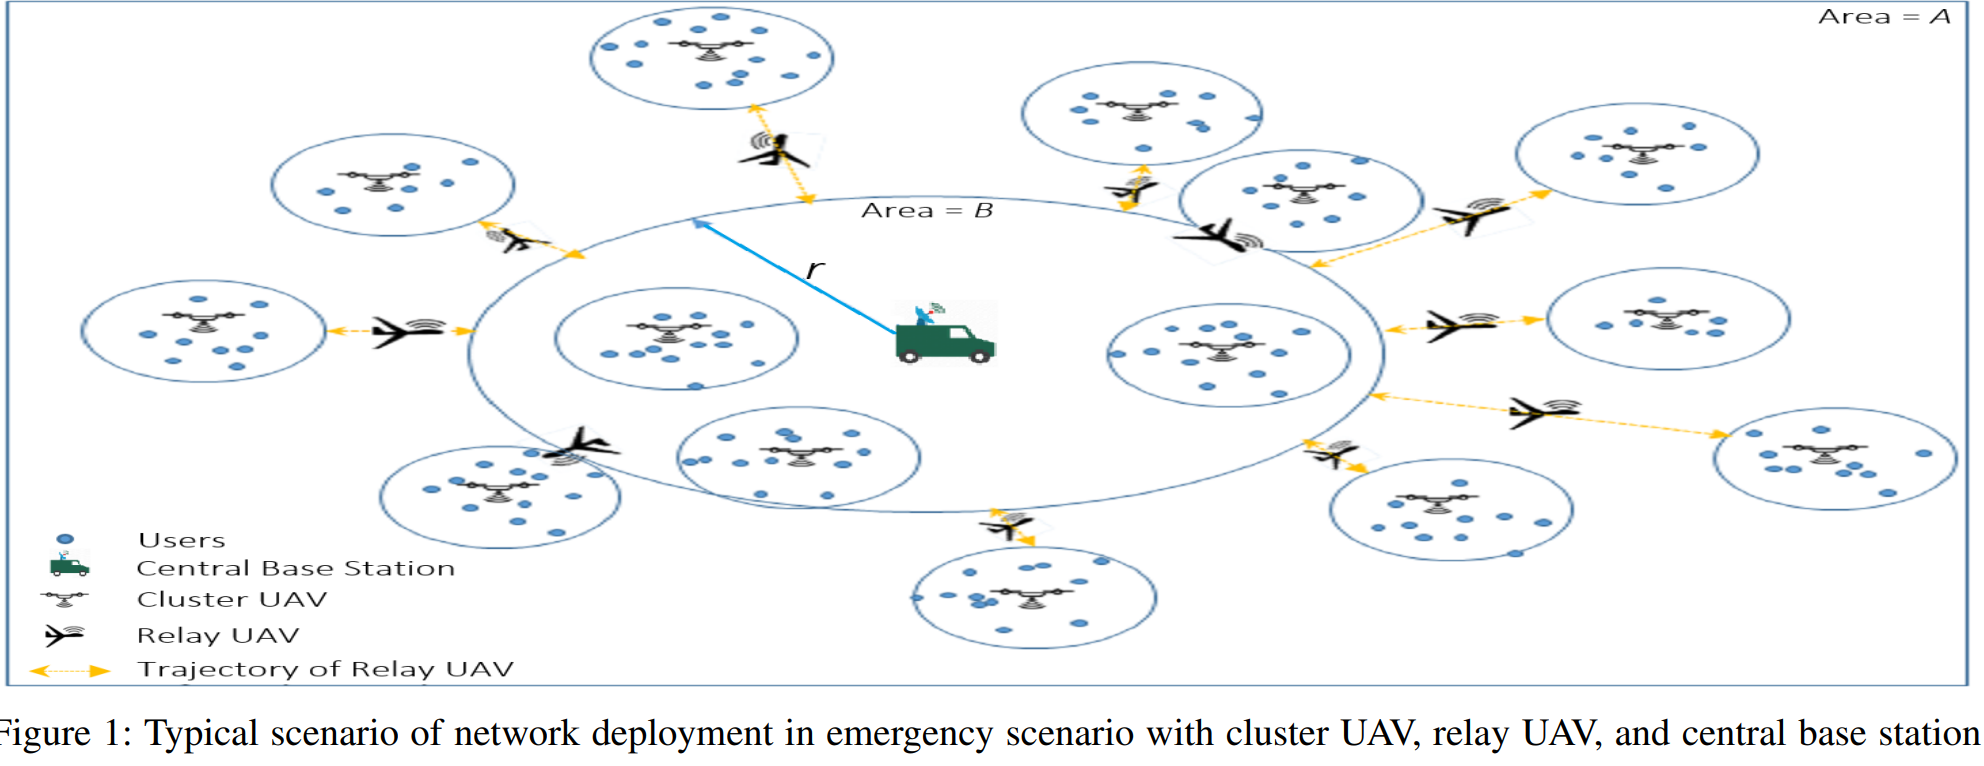 Area = A
Area = B
r
Users
Central Base Station
Cluster UAV
Relay UAV
Trajectory of Relay UAV
Figure 1: Typical scenario of network deployment in emergency scenario with cluster UAV, relay UAV, and central base station